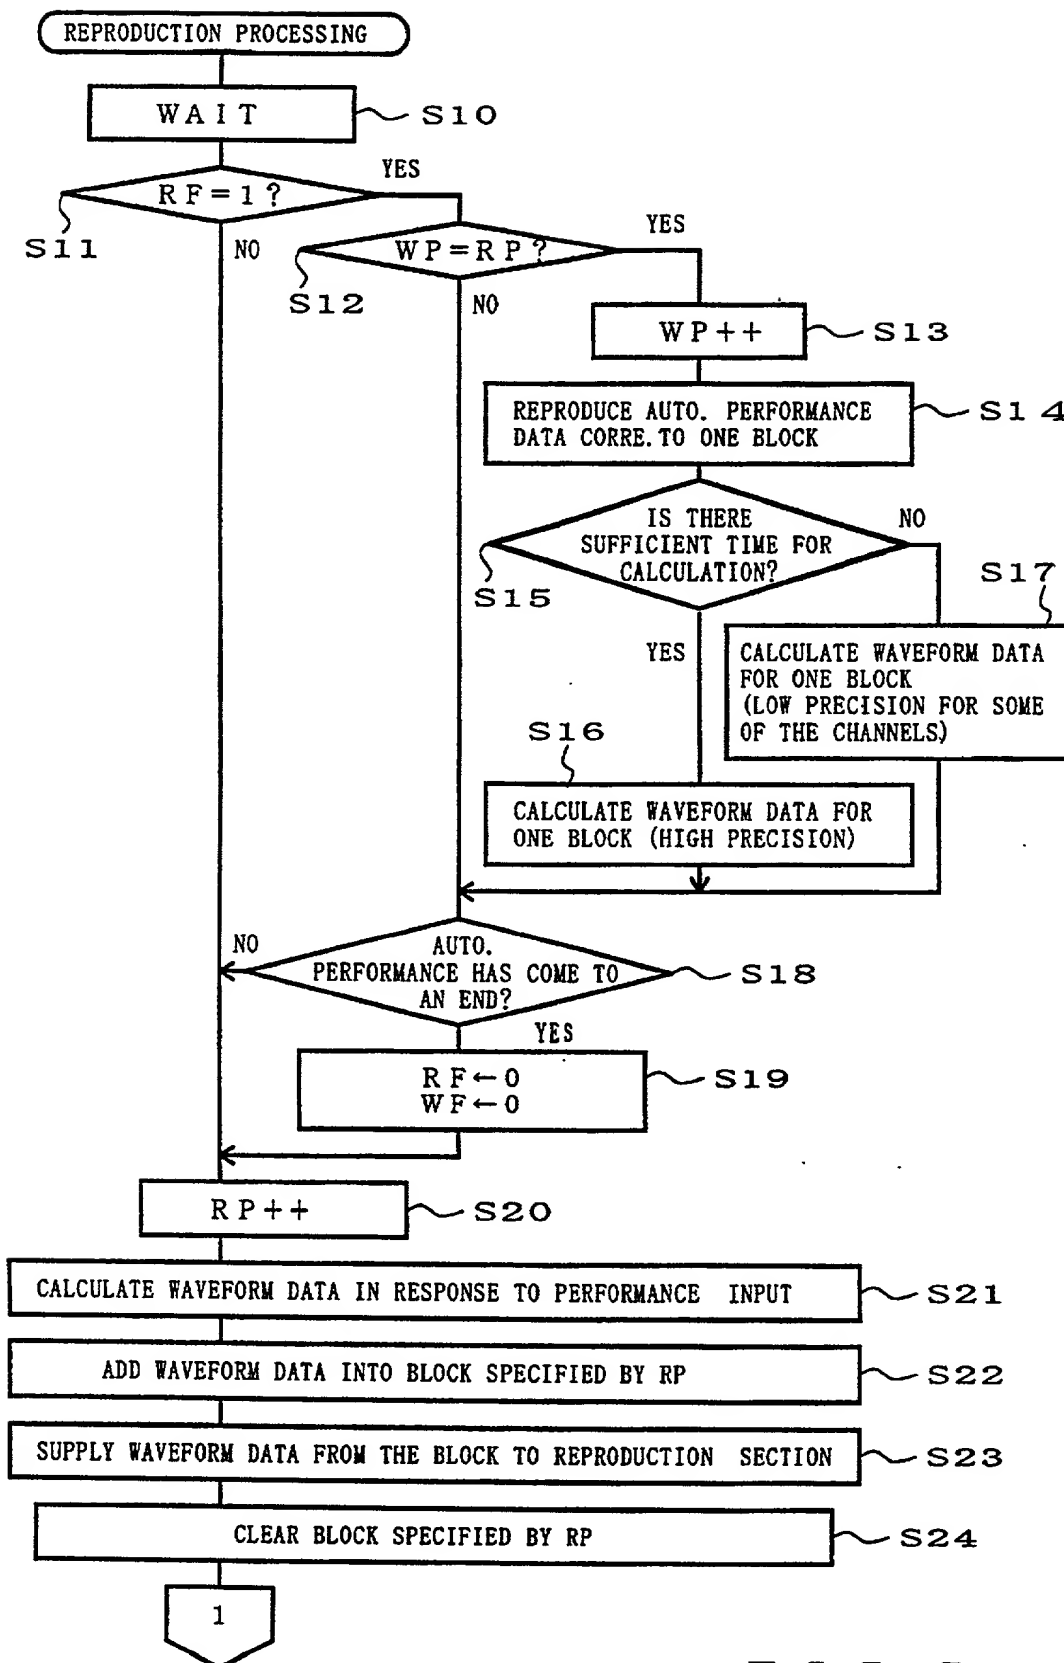 REPRODUCTION PROCESSING
WAIT
S10
RF=1?
YES
S11
NO
WP=RP?
YES
S12
NO
WP++
S13
REPRODUCE AUTO. PERFORMANCE
DATA CORRE. TO ONE BLOCK
S14
IS THERE
SUFFICIENT TIME FOR
CALCULATION?
NO
S15
S17
YES
CALCULATE WAVEFORM DATA
FOR ONE BLOCK
(LOW PRECISION FOR SOME
OF THE CHANNELS)
S16
CALCULATE WAVEFORM DATA FOR
ONE BLOCK (HIGH PRECISION)
NO
AUTO.
PERFORMANCE HAS COME TO
AN END?
S18
YES
RF←0
WF←0
S19
RP++
S20
CALCULATE WAVEFORM DATA IN RESPONSE TO PERFORMANCE INPUT
S21
ADD WAVEFORM DATA INTO BLOCK SPECIFIED BY RP
S22
SUPPLY WAVEFORM DATA FROM THE BLOCK TO REPRODUCTION SECTION
S23
CLEAR BLOCK SPECIFIED BY RP
S24
1